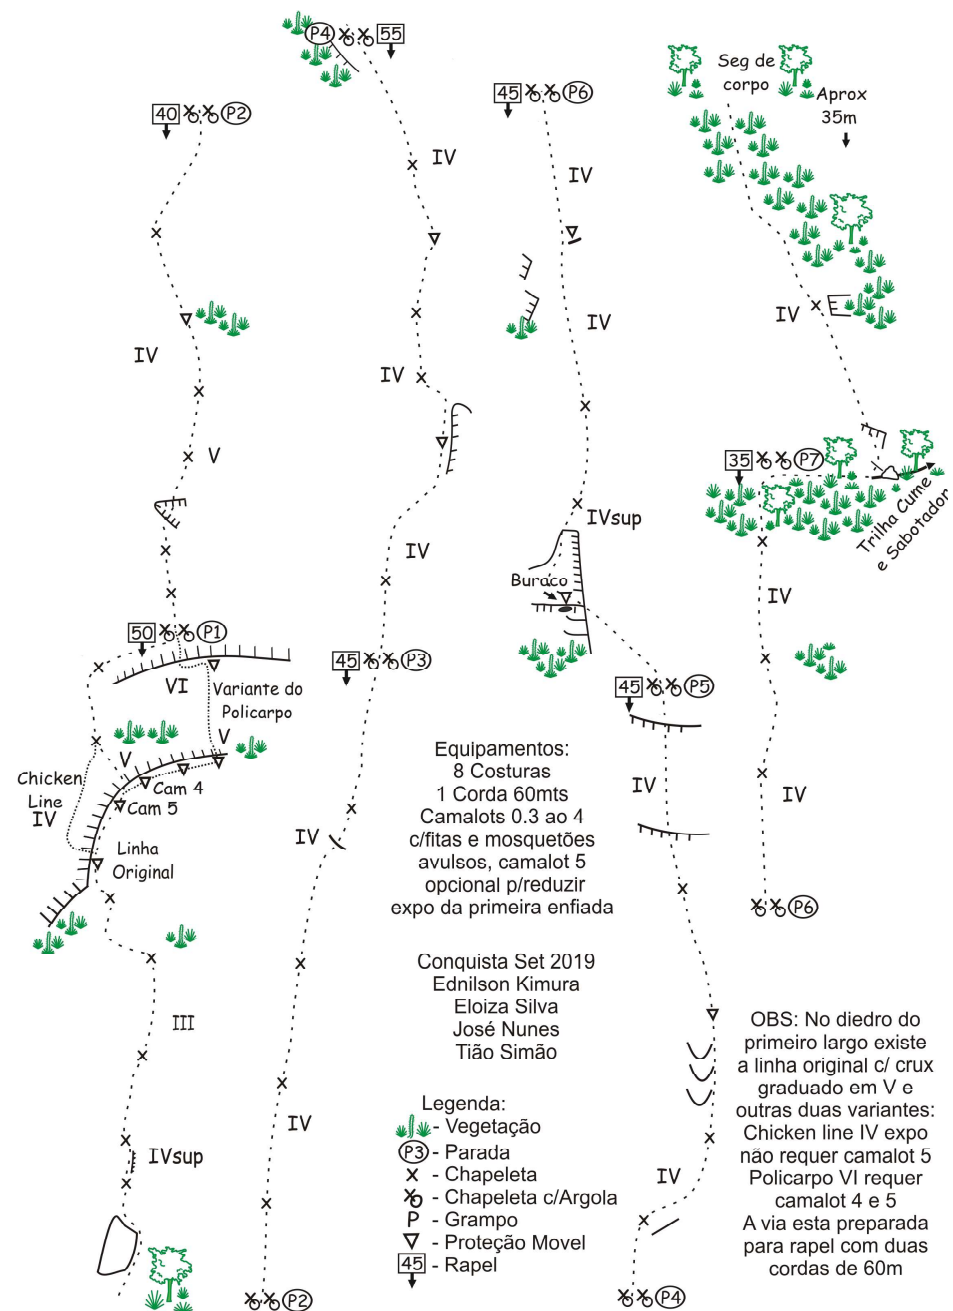 40 P2
IV
V
50 P1
VI
Variante do
Policarpo
V
V
Chicken
Line
IV
Cam 4
Cam 5
Linha
Original
III
IVsup
P4 55
IV
IV
IV
45 P3
IV
IV
P2
45 P6
IV
IV
IVsup
Buraco
45 P5
IV
IV
P4
Seg de
corpo
Aprox
35m
IV
35 P7
Trilha Cume
e Sabotador
IV
IV
P6
Equipamentos:
8 Costuras
1 Corda 60mts
Camalots 0.3 ao 4
c/fitas e mosquetões
avulsos, camalot 5
opcional p/reduzir
expo da primeira enfiada
Conquista Set 2019
Ednilson Kimura
Eloiza Silva
José Nunes
Tião Simão
Legenda:
- Vegetação
P3 - Parada
- Chapeleta
- Chapeleta c/Argola
P - Grampo
- Proteção Movel
45 - Rapel
OBS: No diedro do
primeiro largo existe
a linha original c/ crux
graduado em V e
outras duas variantes:
Chicken line IV expo
não requer camalot 5
Policarpo VI requer
camalot 4 e 5
A via esta preparada
para rapel com duas
cordas de 60m